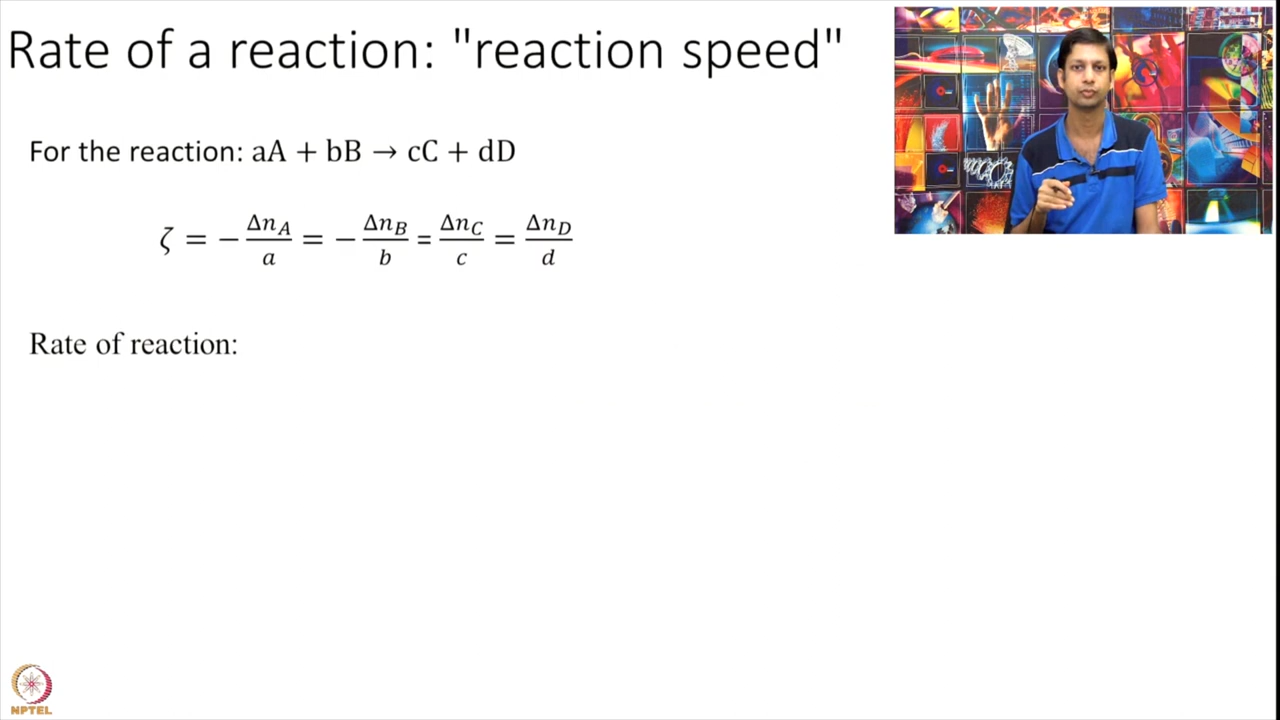 Rate of a reaction: "reaction speed"
For the reaction: aA + bB → cC + dD
ζ = −Δn_A/a = −Δn_B/b = Δn_C/c = Δn_D/d
Rate of reaction:
NPTEL